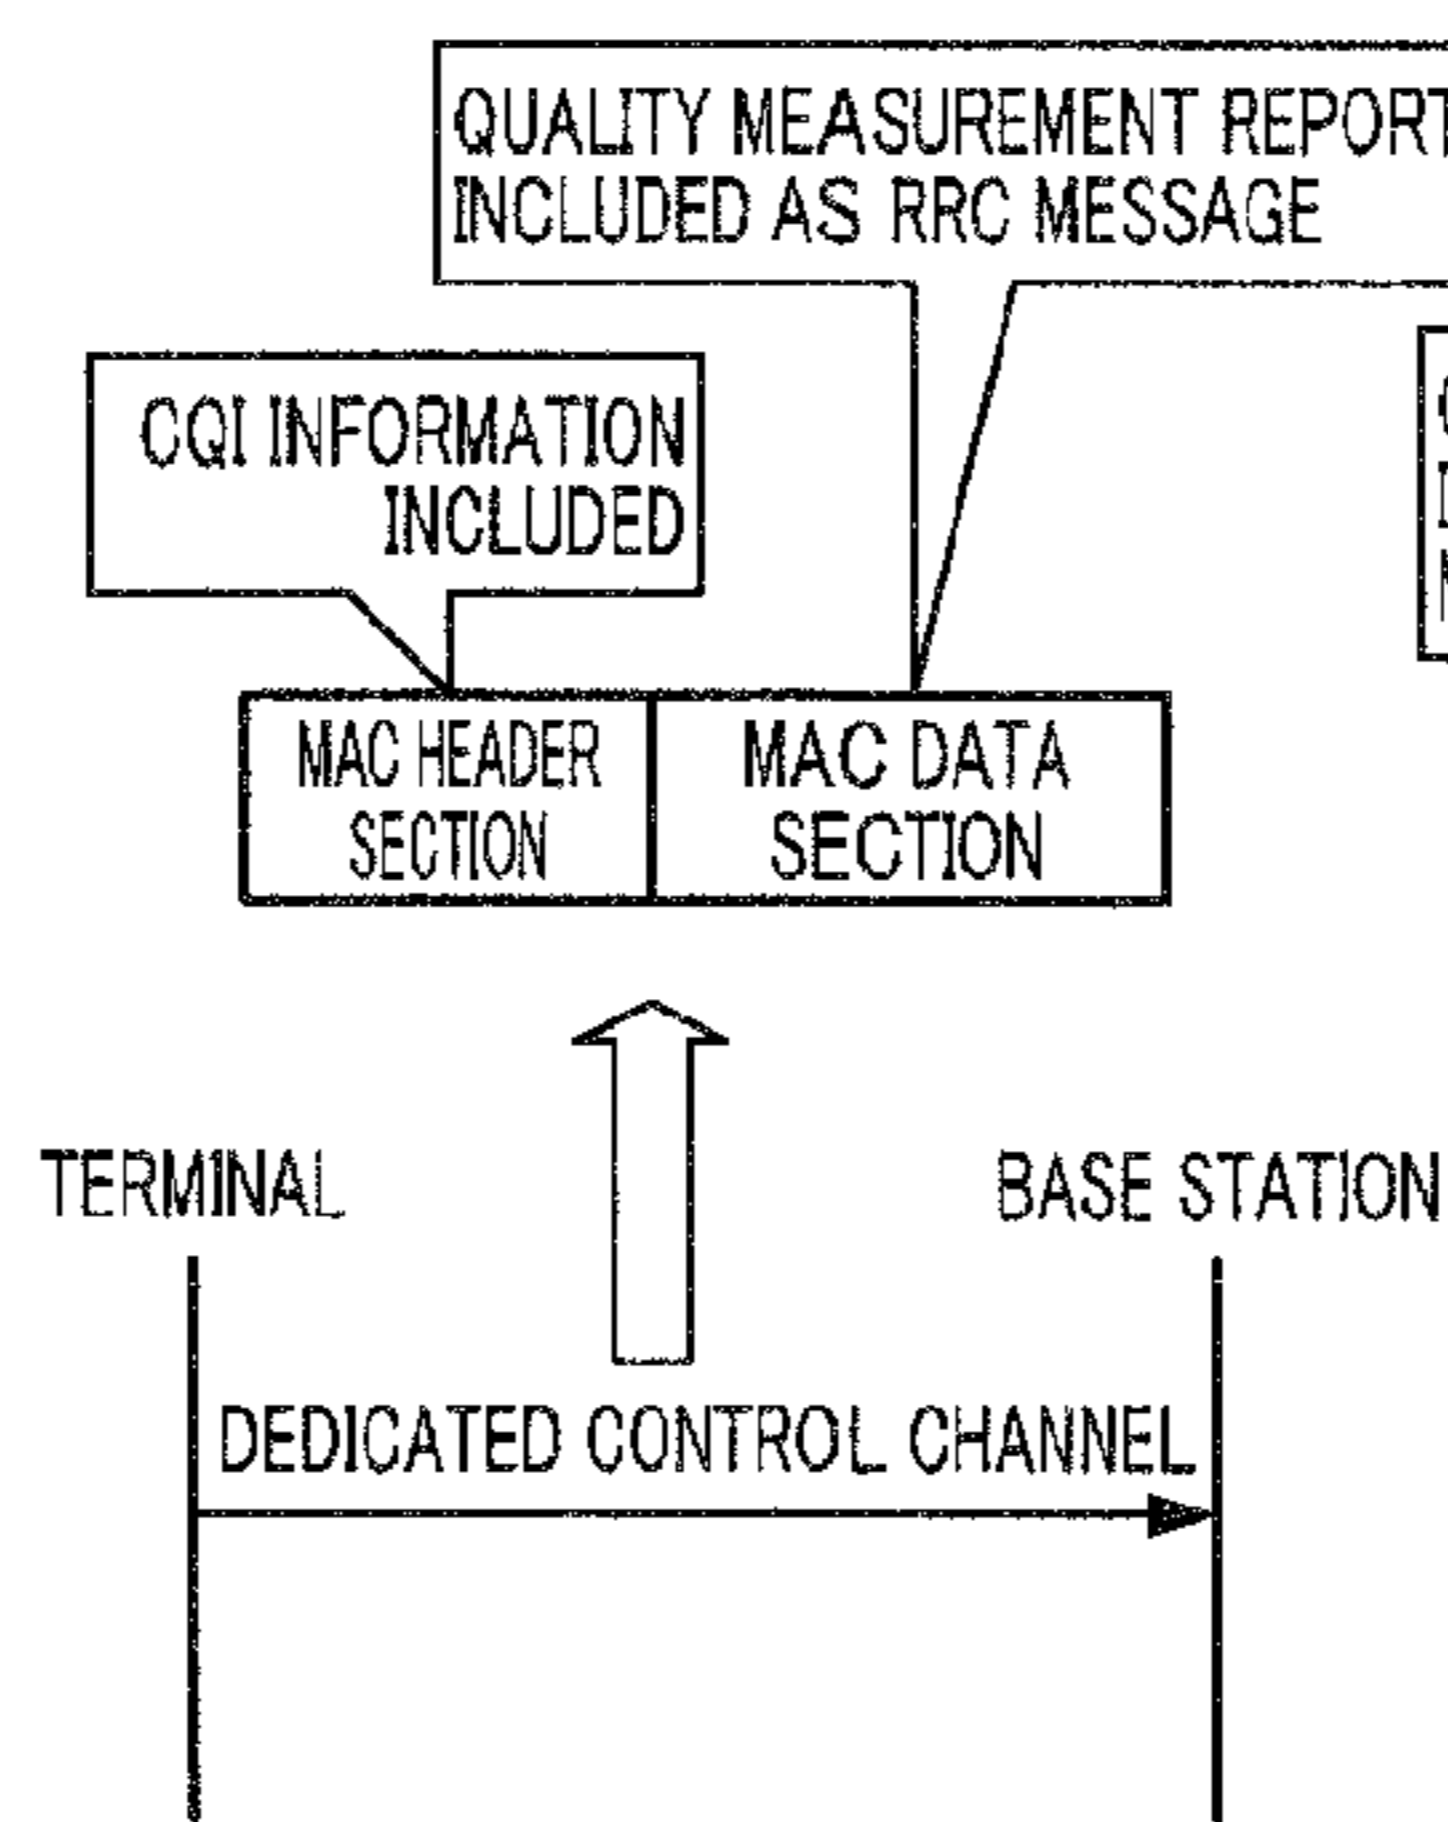 QUALITY MEASUREMENT REPORT
INCLUDED AS RRC MESSAGE
CQI INFORMATION
INCLUDED
MAC HEADER
SECTION
MAC DATA
SECTION
TERMINAL
BASE STATION
DEDICATED CONTROL CHANNEL